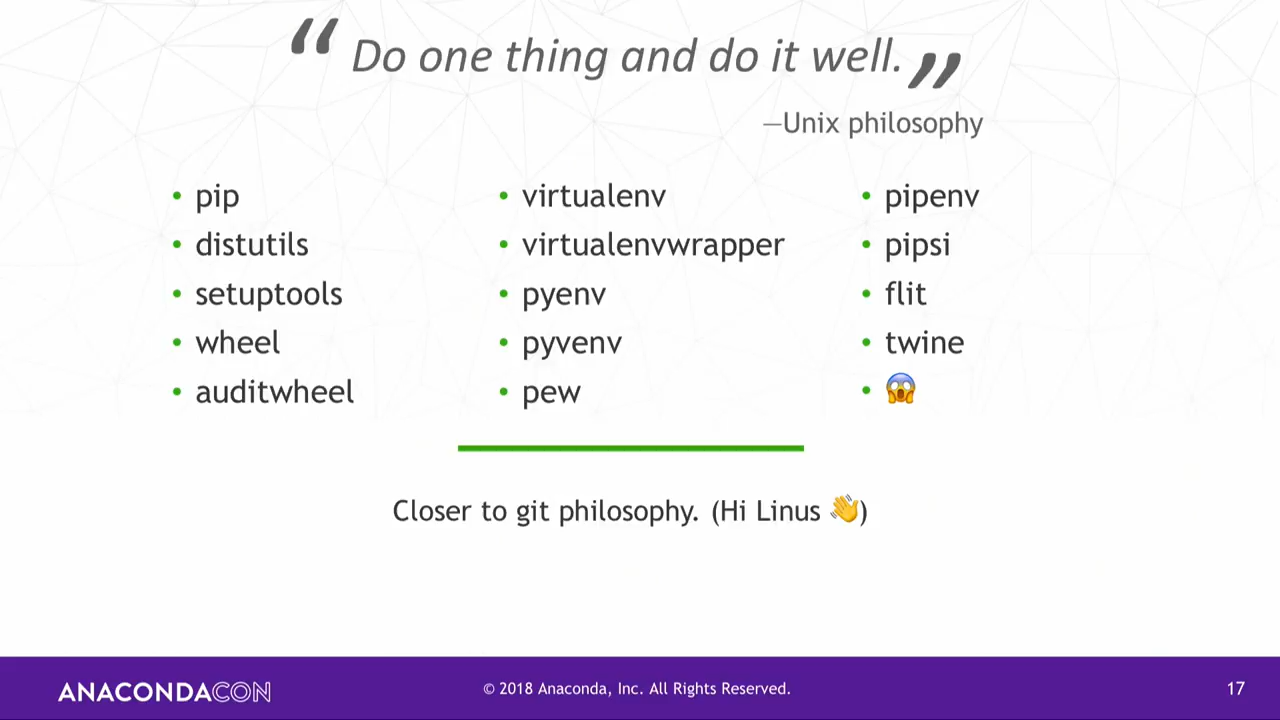 “ Do one thing and do it well. ”
—Unix philosophy
• pip
• distutils
• setuptools
• wheel
• auditwheel
• virtualenv
• virtualenvwrapper
• pyenv
• pyvenv
• pew
• pipenv
• pipsi
• flit
• twine
• 😱
Closer to git philosophy. (Hi Linus 👋)
ANACONDACON
© 2018 Anaconda, Inc. All Rights Reserved.
17